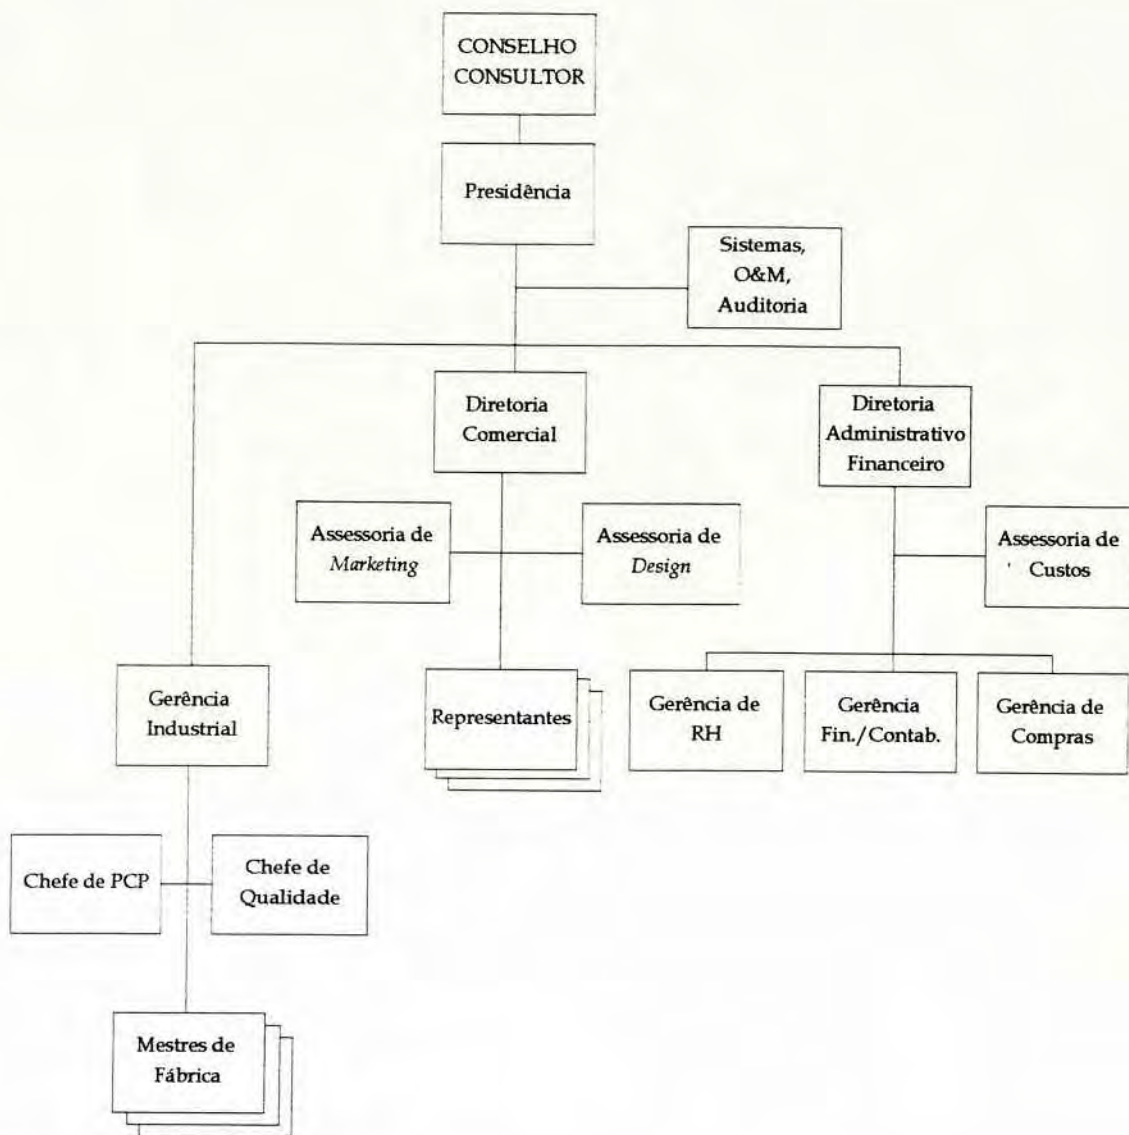 CONSELHO
CONSULTOR
Presidência
Sistemas,
O&M,
Auditoria
Diretoria
Comercial
Diretoria
Administrativo
Financeiro
Assessoria de
Marketing
Assessoria de
Design
Assessoria de
Custos
Gerência
Industrial
Representantes
Gerência de
RH
Gerência
Fin./Contab.
Gerência de
Compras
Chefe de PCP
Chefe de
Qualidade
Mestres de
Fábrica